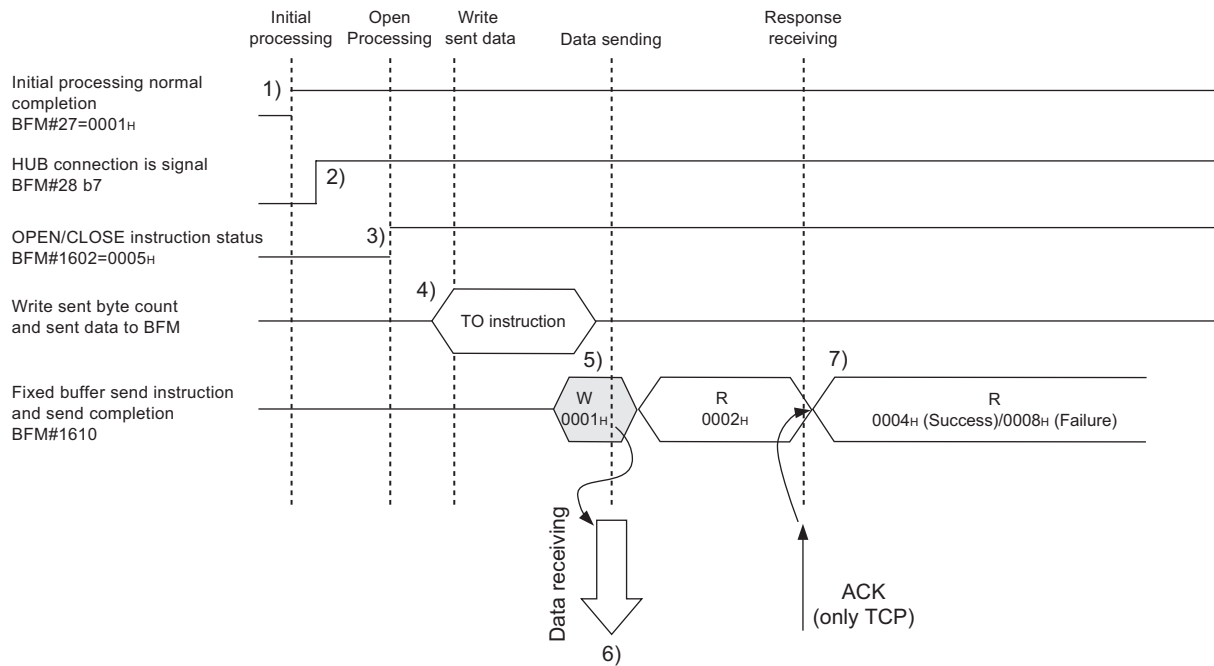 Initial
processing
Open
Processing
Write
sent data
Data sending
Response
receiving
Initial processing normal
completion
BFM#27=0001H
1)
HUB connection is signal
BFM#28 b7
2)
OPEN/CLOSE instruction status
BFM#1602=0005H
3)
Write sent byte count
and sent data to BFM
4)
TO instruction
Fixed buffer send instruction
and send completion
BFM#1610
5)
W
0001H
R
0002H
7)
R
0004H (Success)/0008H (Failure)
Data receiving
6)
ACK
(only TCP)